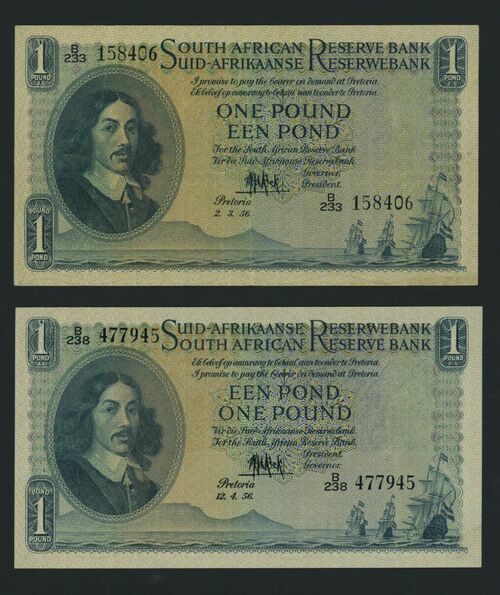 1 B/233 158406 SOUTH AFRICAN RESERVE BANK 1
POUND SUID-AFRIKAANSE RESERWEBANK POUND
I promise to pay the Bearer on demand at Pretoria.
Ek beloof op aanvraag te betaal aan toonder te Pretoria.
ONE POUND
EEN POND
For the South African Reserve Bank
Vir die Suid-Afrikaanse Reserwebank
Governor,
President.
POUND Pretoria B/233 158406
1 2. 3. 56.
1 B/238 477945 SUID-AFRIKAANSE RESERWEBANK 1
POND SOUTH AFRICAN RESERVE BANK POND
Ek beloof op aanvraag te betaal aan toonder te Pretoria.
I promise to pay the Bearer on demand at Pretoria.
EEN POND
ONE POUND
Vir die Suid-Afrikaanse Reserwebank.
For the South African Reserve Bank.
President.
Governor.
POND Pretoria B/238 477945
1 12. 4. 56.